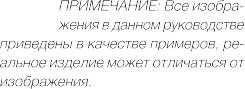 ПРИМЕЧАНИЕ: Все изобра-
жения в данном руководстве
приведены в качестве примеров, ре-
альное изделие может отличаться от
изображения.